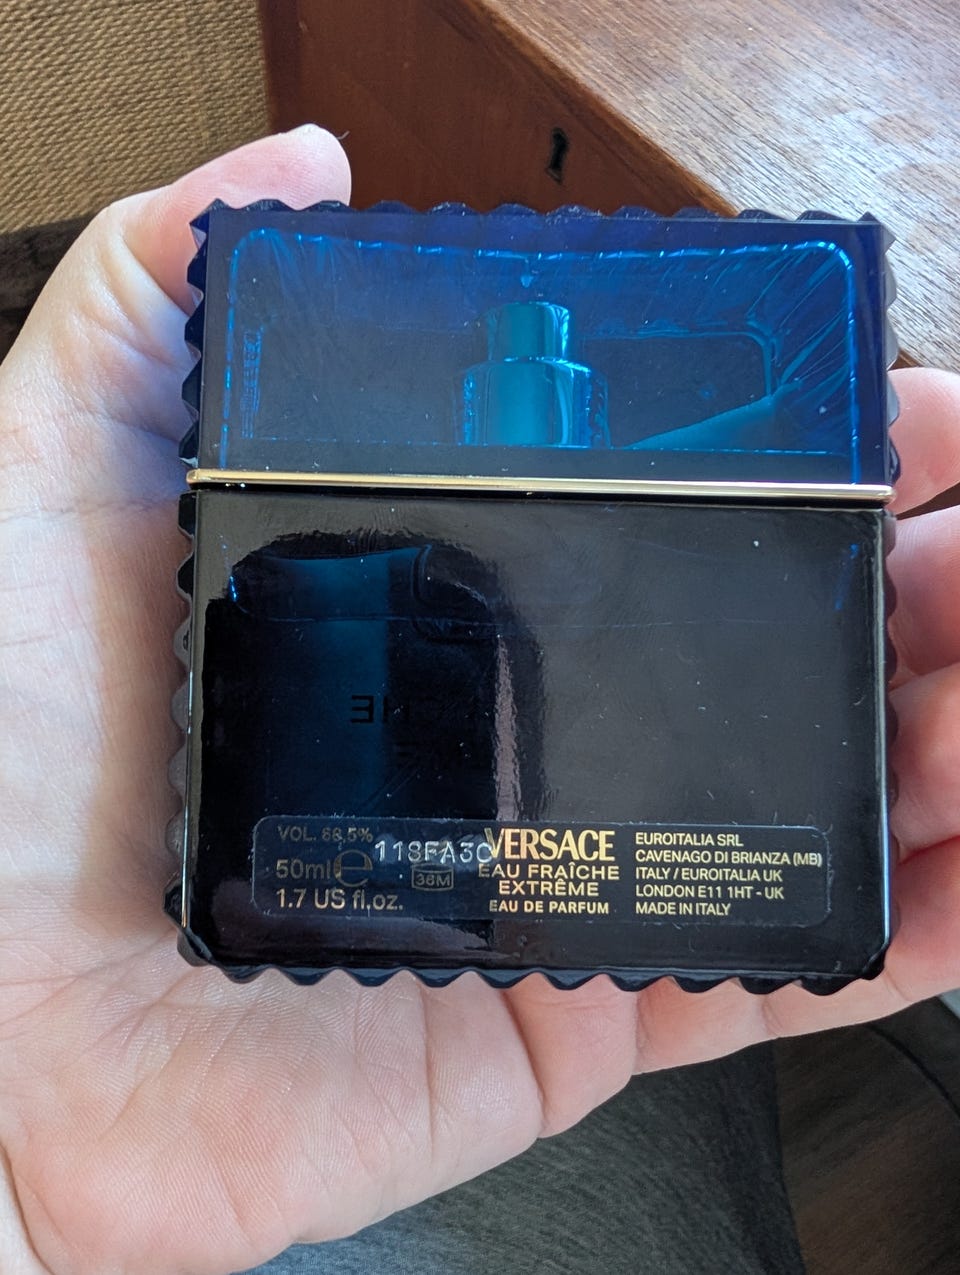 VOL. 88.5%
50ml e
1.7 US fl.oz.
118FA30
36M
VERSACE
EAU FRAÎCHE
EXTRÊME
EAU DE PARFUM
EUROITALIA SRL
CAVENAGO DI BRIANZA (MB)
ITALY / EUROITALIA UK
LONDON E11 1HT - UK
MADE IN ITALY